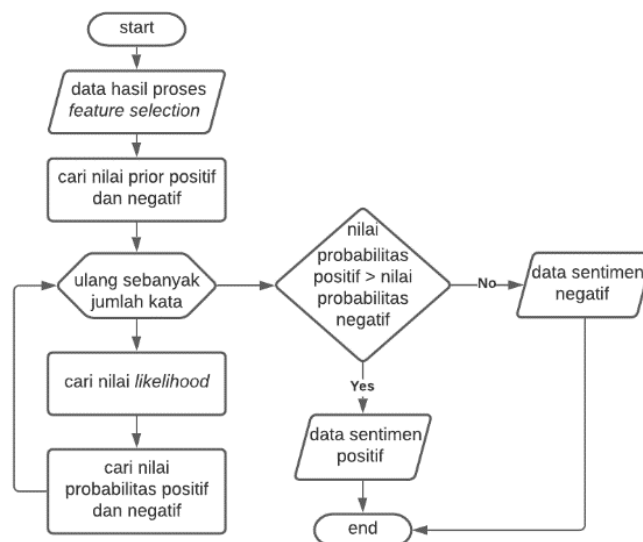 start
data hasil proses
feature selection
cari nilai prior positif
dan negatif
ulang sebanyak
jumlah kata
cari nilai likelihood
cari nilai
probabilitas positif
dan negatif
nilai
probabilitas
positif > nilai
probabilitas
negatif
No
data sentimen
negatif
Yes
data sentimen
positif
end